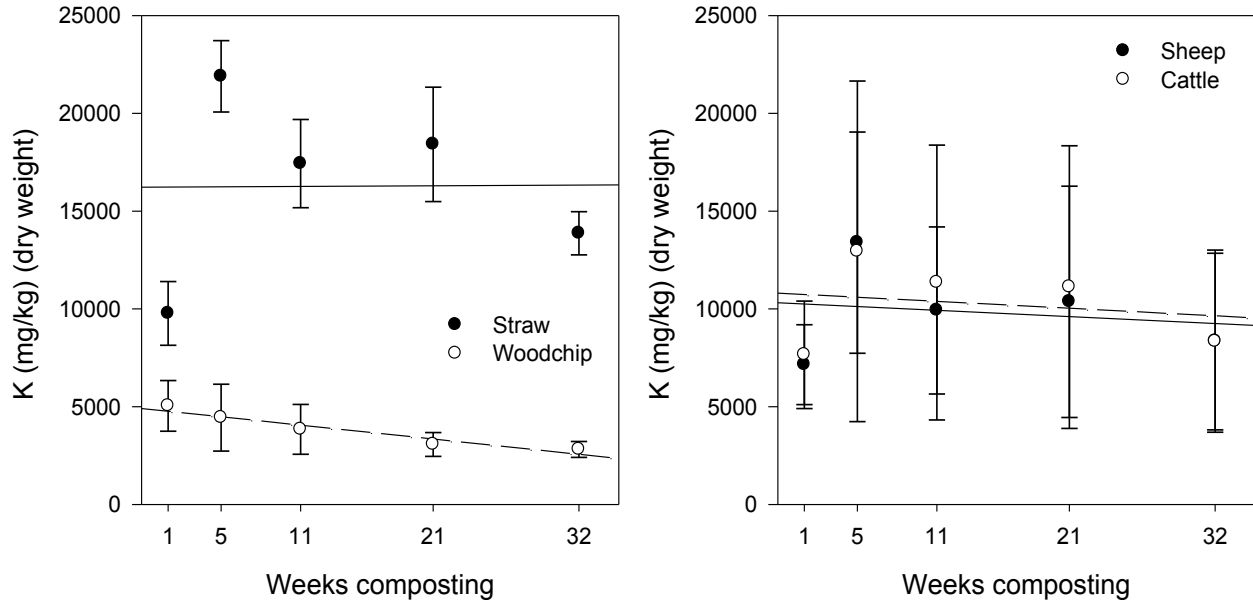 K (mg/kg) (dry weight)
25000
20000
15000
10000
5000
0
Straw
Woodchip
1 5 11 21 32
Weeks composting
K (mg/kg) (dry weight)
25000
20000
15000
10000
5000
0
Sheep
Cattle
1 5 11 21 32
Weeks composting